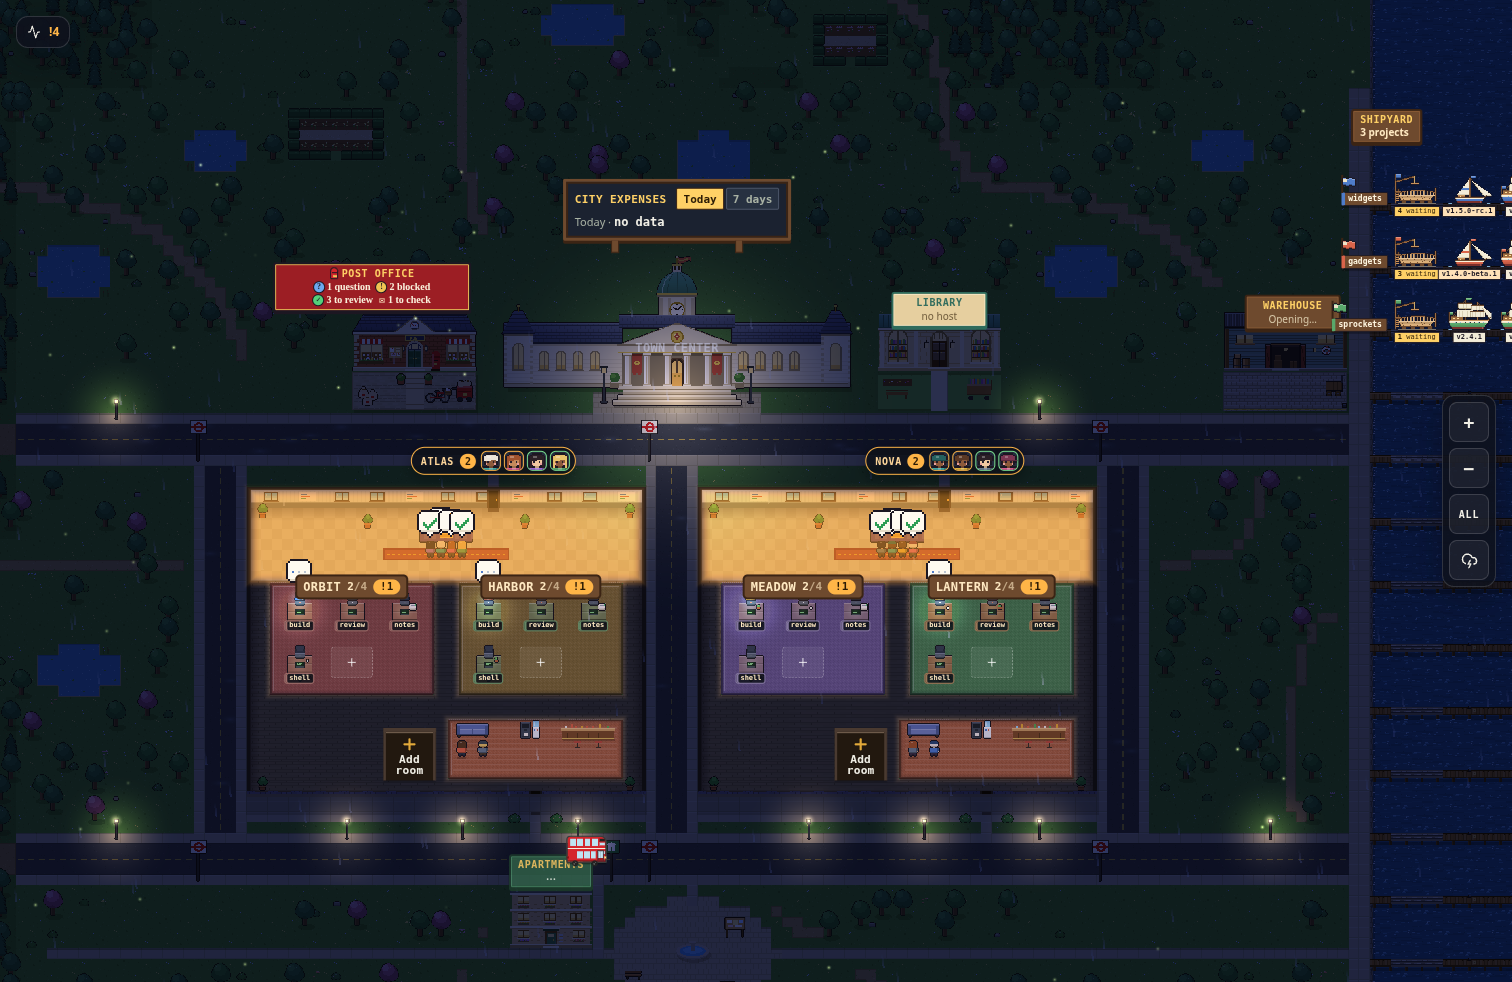 !4
SHIPYARD
3 projects
widgets
4 waiting
v1.5.0-rc.1
gadgets
3 waiting
v1.4.0-beta.1
sprockets
1 waiting
v2.4.1
CITY EXPENSES Today 7 days
Today · no data
POST OFFICE
? 1 question ! 2 blocked
✓ 3 to review ✉ 1 to check
LIBRARY
no host
WAREHOUSE
Opening...
TOWN CENTER
ATLAS 2
NOVA 2
+
−
ALL
ORBIT 2/4 !1
build review notes
shell +
HARBOR 2/4 !1
build review notes
shell +
+
Add
room
MEADOW 2/4 !1
build review notes
shell +
LANTERN 2/4 !1
build review notes
shell +
+
Add
room
APARTMENTS
...